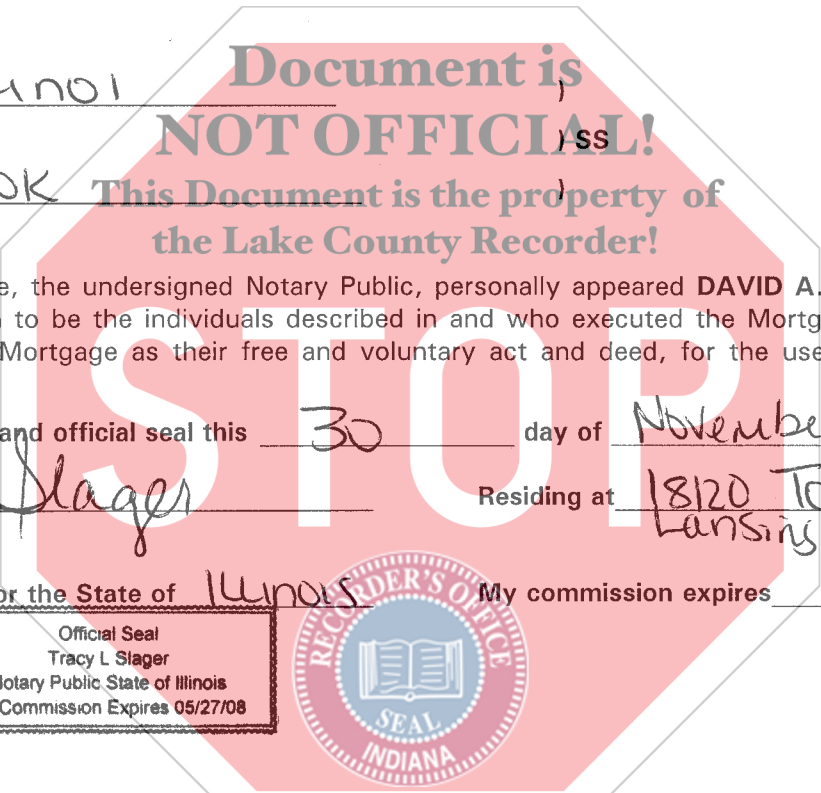 Document is
INOI )
NOT OFFICIAL!
) SS
OK )
This Document is the property of
the Lake County Recorder!
e, the undersigned Notary Public, personally appeared DAVID A.
to be the individuals described in and who executed the Mortg
Mortgage as their free and voluntary act and deed, for the use
STOP
and official seal this 30 day of Novembe
Slager Residing at 18120 To
Lansing
or the State of Illinois My commission expires
Official Seal
Tracy L Slager
Notary Public State of Illinois
Commission Expires 05/27/08
RECORDER'S OFFICE
SEAL
INDIANA